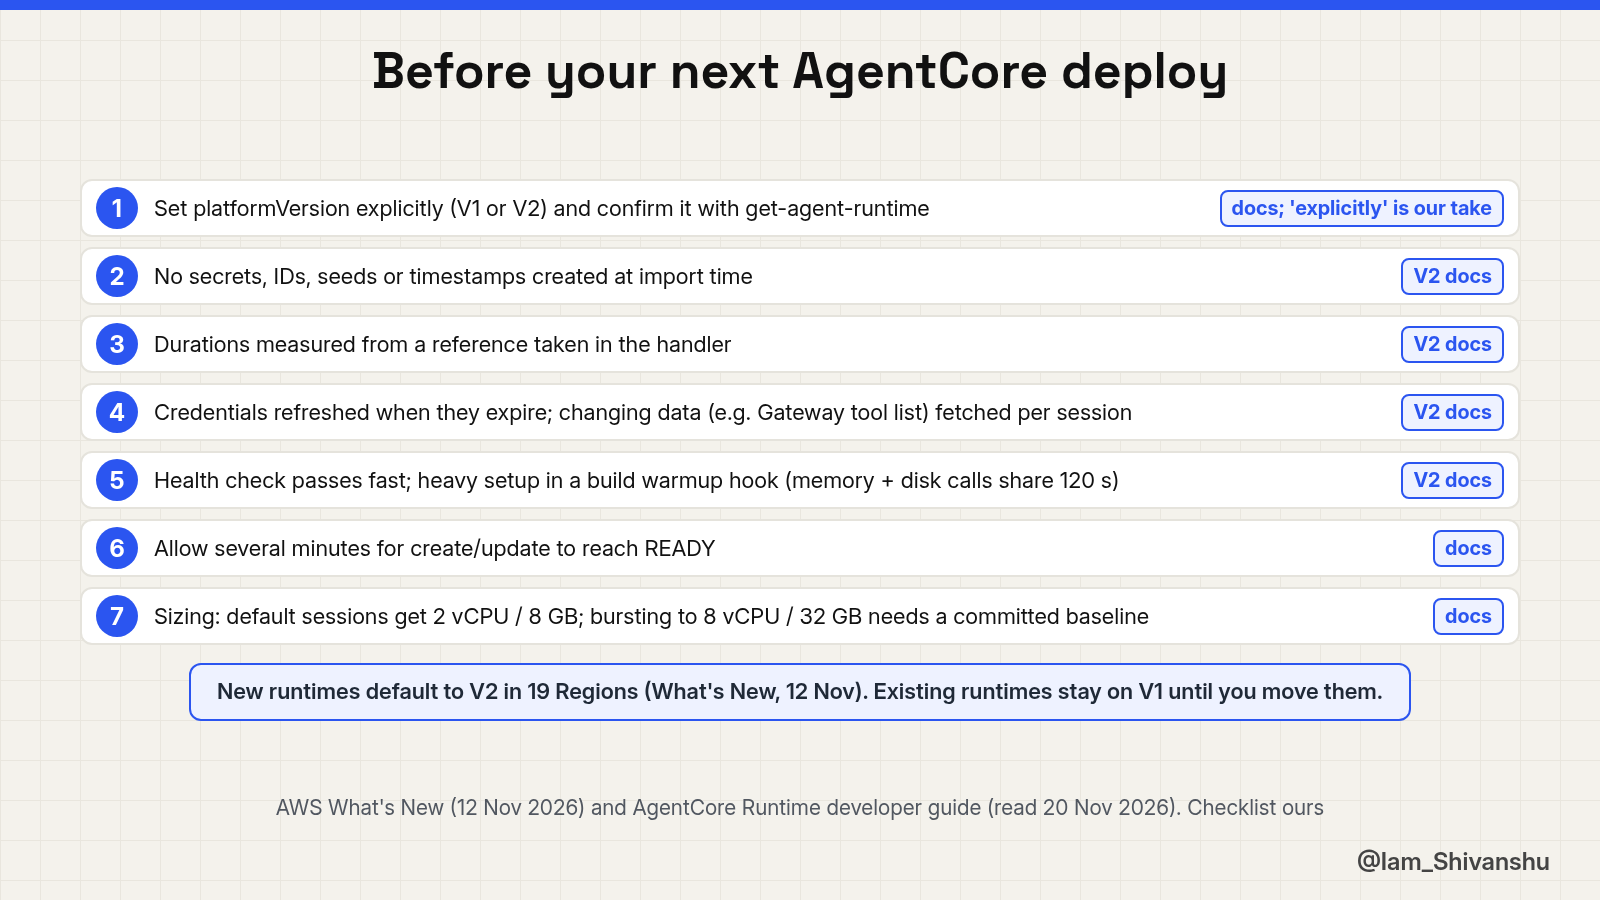 Before your next AgentCore deploy
1 Set platformVersion explicitly (V1 or V2) and confirm it with get-agent-runtime docs; 'explicitly' is our take
2 No secrets, IDs, seeds or timestamps created at import time V2 docs
3 Durations measured from a reference taken in the handler V2 docs
4 Credentials refreshed when they expire; changing data (e.g. Gateway tool list) fetched per session V2 docs
5 Health check passes fast; heavy setup in a build warmup hook (memory + disk calls share 120 s) V2 docs
6 Allow several minutes for create/update to reach READY docs
7 Sizing: default sessions get 2 vCPU / 8 GB; bursting to 8 vCPU / 32 GB needs a committed baseline docs
New runtimes default to V2 in 19 Regions (What's New, 12 Nov). Existing runtimes stay on V1 until you move them.
AWS What's New (12 Nov 2026) and AgentCore Runtime developer guide (read 20 Nov 2026). Checklist ours
@Iam_Shivanshu